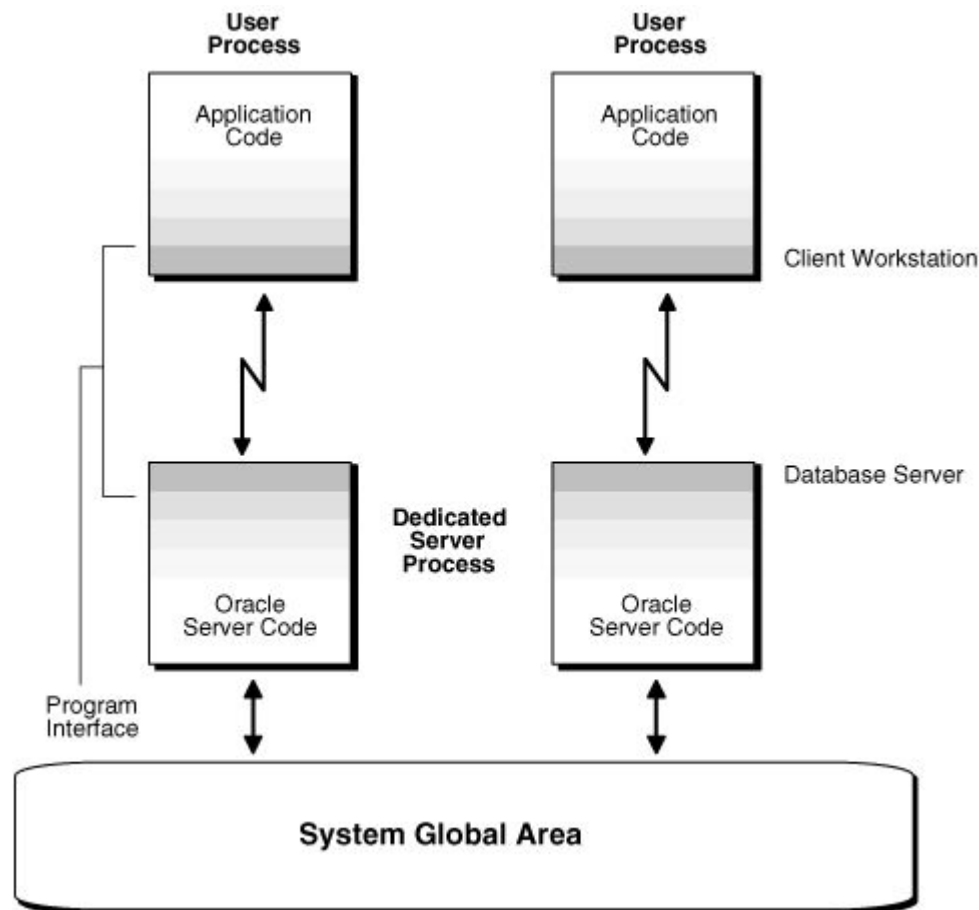 User
Process
User
Process
Application
Code
Application
Code
Client Workstation
Database Server
Dedicated
Server
Process
Oracle
Server Code
Oracle
Server Code
Program
Interface
System Global Area